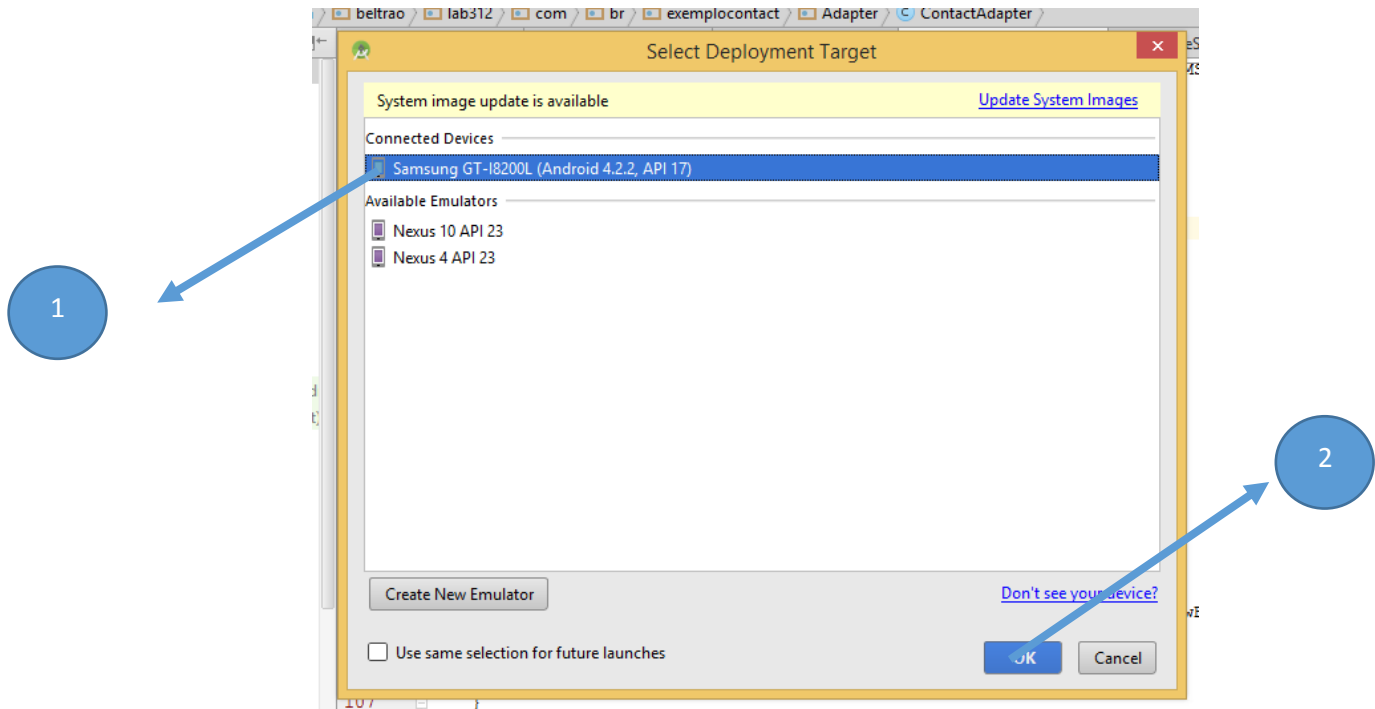 beltrao lab312 com br exemplocontact Adapter C ContactAdapter
Select Deployment Target
System image update is available Update System Images
Connected Devices
Samsung GT-I8200L (Android 4.2.2, API 17)
Available Emulators
Nexus 10 API 23
Nexus 4 API 23
1
2
Create New Emulator Don't see your device?
Use same selection for future launches OK Cancel
107 }